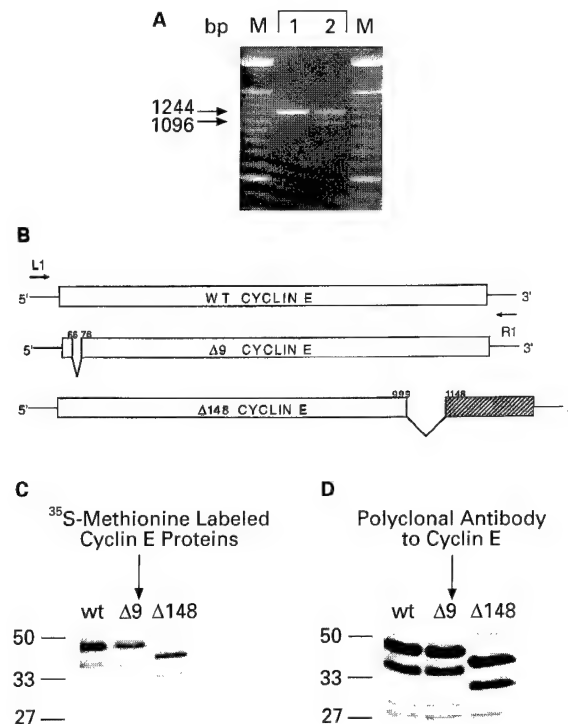 A
bp M 1 2 M
1244
1096
B
L1
5' WT CYCLIN E 3'
R1
66 76
5' Δ9 CYCLIN E 3'
999 1148
5' Δ148 CYCLIN E
C
³⁵S-Methionine Labeled
Cyclin E Proteins
wt Δ9 Δ148
50
33
27
D
Polyclonal Antibody
to Cyclin E
wt Δ9 Δ148
50
33
27